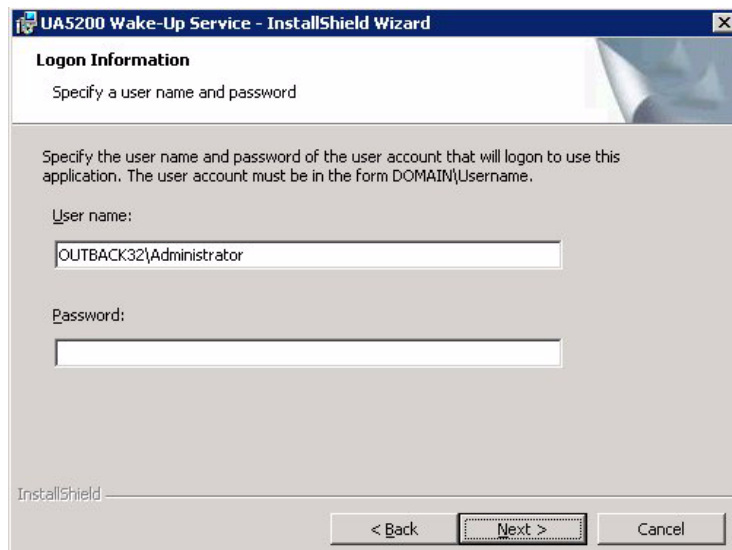 UA5200 Wake-Up Service - InstallShield Wizard
Logon Information
Specify a user name and password
Specify the user name and password of the user account that will logon to use this
application. The user account must be in the form DOMAIN\Username.
User name:
OUTBACK32\Administrator
Password:
InstallShield
< Back
Next >
Cancel